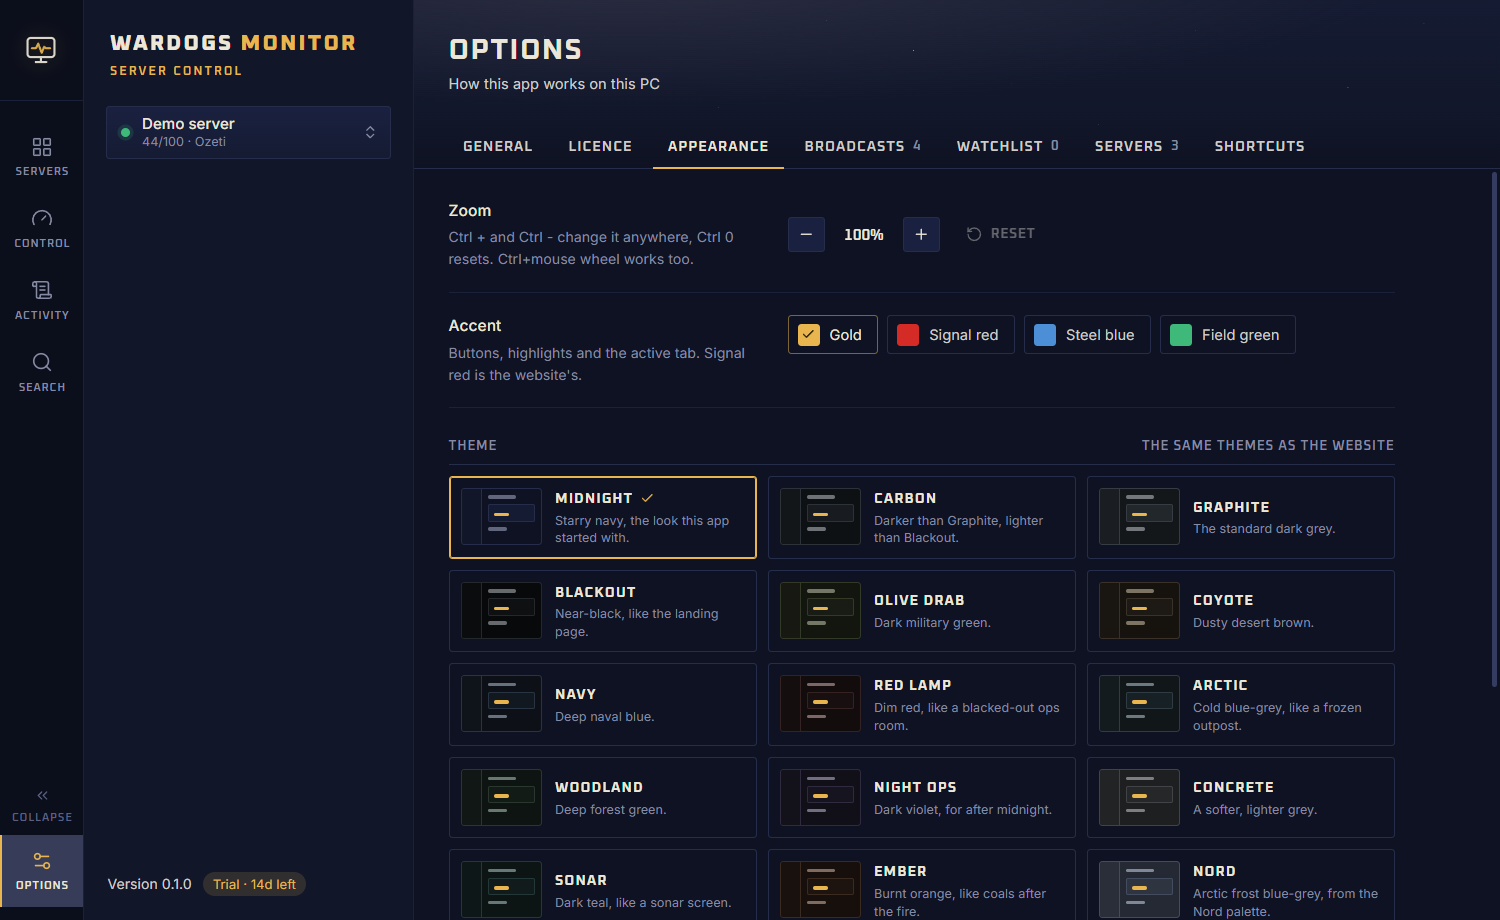 WARDOGS MONITOR
SERVER CONTROL
Demo server
44/100 · Ozeti
SERVERS
CONTROL
ACTIVITY
SEARCH
COLLAPSE
OPTIONS
Version 0.1.0
Trial · 14d left
OPTIONS
How this app works on this PC
GENERAL
LICENCE
APPEARANCE
BROADCASTS 4
WATCHLIST 0
SERVERS 3
SHORTCUTS
Zoom
Ctrl + and Ctrl - change it anywhere, Ctrl 0
resets. Ctrl+mouse wheel works too.
100%
RESET
Accent
Buttons, highlights and the active tab. Signal
red is the website's.
Gold
Signal red
Steel blue
Field green
THEME
THE SAME THEMES AS THE WEBSITE
MIDNIGHT
Starry navy, the look this app
started with.
CARBON
Darker than Graphite, lighter
than Blackout.
GRAPHITE
The standard dark grey.
BLACKOUT
Near-black, like the landing
page.
OLIVE DRAB
Dark military green.
COYOTE
Dusty desert brown.
NAVY
Deep naval blue.
RED LAMP
Dim red, like a blacked-out ops
room.
ARCTIC
Cold blue-grey, like a frozen
outpost.
WOODLAND
Deep forest green.
NIGHT OPS
Dark violet, for after midnight.
CONCRETE
A softer, lighter grey.
SONAR
Dark teal, like a sonar screen.
EMBER
Burnt orange, like coals after
the fire.
NORD
Arctic frost blue-grey, from the
Nord palette.